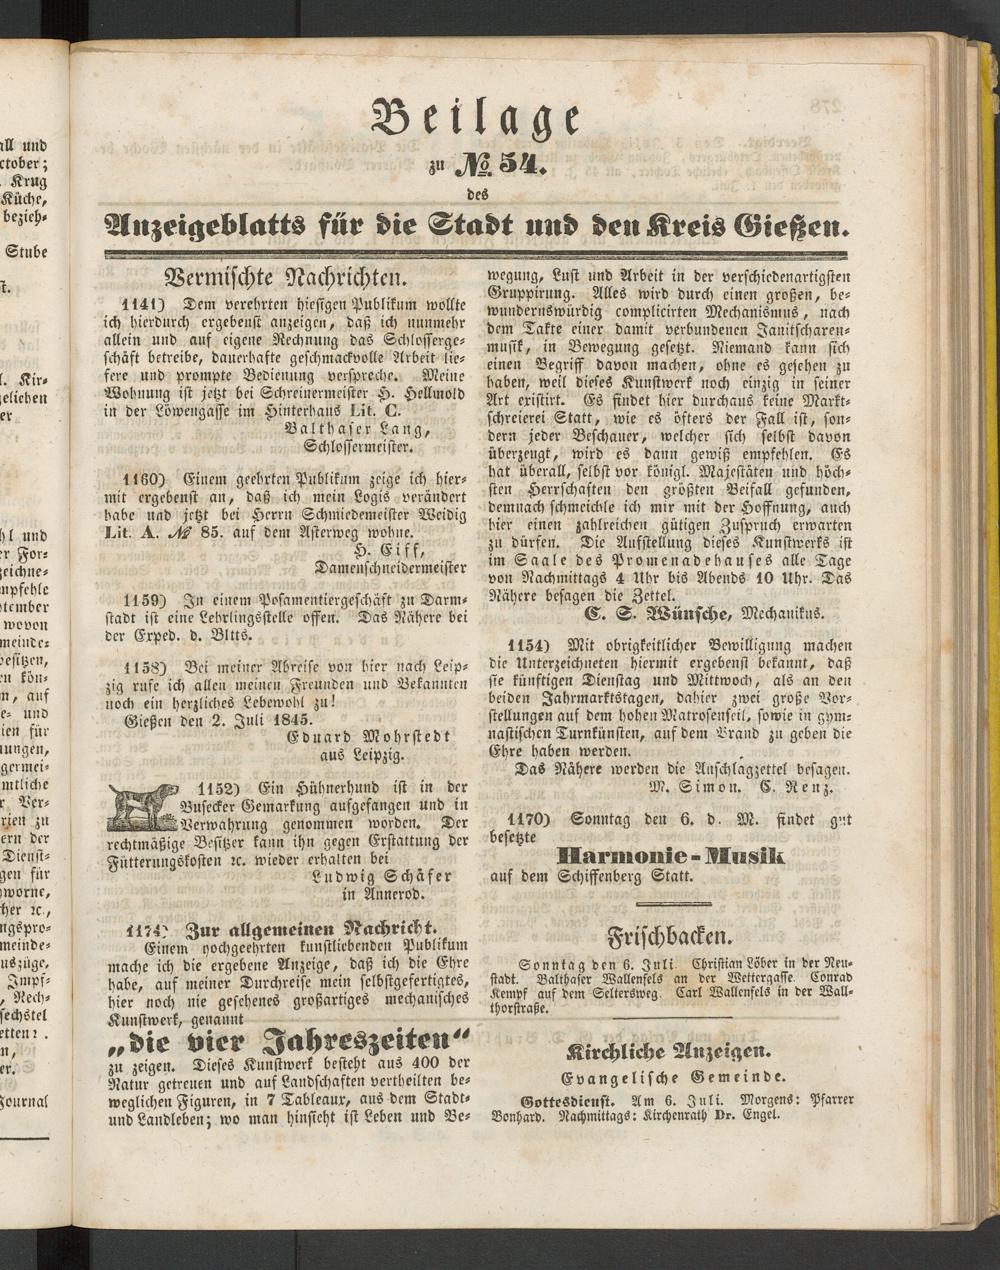 Beilage
zu № 54.
des
Anzeigeblatts für die Stadt und den Kreis Gießen.
Vermischte Nachrichten.
1141) Dem verehrten hiesigen Publikum wollte
ich hierdurch ergebenst anzeigen, daß ich nunmehr
allein und auf eigene Rechnung das Schlosserge-
schäft betreibe, dauerhafte geschmackvolle Arbeit lie-
fere und prompte Bedienung verspreche. Meine
Wohnung ist jetzt bei Schreinermeister H. Hellmold
in der Löwengasse im Hinterhaus Lit. C.
Balthaser Lang,
Schlossermeister.
1160) Einem geehrten Publikum zeige ich hier-
mit ergebenst an, daß ich mein Logis verändert
habe nad jetzt bei Herrn Schmiedemeister Weidig
Lit. A. № 85. auf dem Asterweg wohne.
H. Eiff,
Damenschneidermeister
1159) In einem Posamentiergeschäft zu Darm-
stadt ist eine Lehrlingsstelle offen. Das Nähere bei
der Exped. d. Bltts.
1158) Bei meiner Abreise von hier nach Leip-
zig rufe ich allen meinen Freunden und Bekannten
noch ein herzliches Lebewohl zu!
Gießen den 2. Juli 1845.
Eduard Mohrstedt
aus Leipzig.
1152) Ein Hühnerhund ist in der
Busecker Gemarkung aufgefangen und in
Verwahrung genommen worden. Der
rechtmäßige Besitzer kann ihn gegen Erstattung der
Fütterungskosten ꝛc. wieder erhalten bei
Ludwig Schäfer
in Annerod.
1174) Zur allgemeinen Nachricht.
Einem hochgeehrten kunstliebenden Publikum
mache ich die ergebene Anzeige, daß ich die Ehre
habe, auf meiner Durchreise mein selbstgefertigtes,
hier noch nie gesehenes großartiges mechanisches
Kunstwerk, genannt
„die vier Jahreszeiten“
zu zeigen. Dieses Kunstwerk besteht aus 400 der
Natur getreuen und auf Landschaften vertheilten be-
weglichen Figuren, in 7 Tableaux, aus dem Stadt-
und Landleben; wo man hinsieht ist Leben und Be-
wegung, Lust und Arbeit in der verschiedenartigsten
Gruppirung. Alles wird durch einen großen, be-
wundernswürdig complicirten Mechanismus, nach
dem Takte einer damit verbundenen Janitscharen-
musik, in Bewegung gesetzt. Niemand kann sich
einen Begriff davon machen, ohne es gesehen zu
haben, weil dieses Kunstwerk noch einzig in seiner
Art existirt. Es findet hier durchaus keine Markt-
schreierei Statt, wie es öfters der Fall ist, son-
dern jeder Beschauer, welcher sich selbst davon
überzeugt, wird es dann gewiß empfehlen. Es
hat überall, selbst vor königl. Majestäten und höch-
sten Herrschaften den größten Beifall gefunden,
demnach schmeichle ich mir mit der Hoffnung, auch
hier einen zahlreichen gütigen Zuspruch erwarten
zu dürfen. Die Aufstellung dieses Kunstwerks ist
im Saale des Promenadehauses alle Tage
von Nachmittags 4 Uhr bis Abends 10 Uhr. Das
Nähere besagen die Zettel.
C. S. Wünsche, Mechanikus.
1154) Mit obrigkeitlicher Bewilligung machen
die Unterzeichneten hiermit ergebenst bekannt, daß
sie künftigen Dienstag und Mittwoch, als an den
beiden Jahrmarktstagen, dahier zwei große Vor-
stellungen auf dem hohen Matrosenseil, sowie in gym-
nastischen Turnkünsten, auf dem Brand zu geben die
Ehre haben werden.
Das Nähere werden die Anschlagzettel besagen.
M. Simon. C. Renz.
1170) Sonntag den 6. d. M. findet gut
besetzte
Harmonie-Musik
auf dem Schiffenberg Statt.
Frischbacken.
Sonntag den 6. Juli. Christian Löber in der Neu-
stadt. Balthaser Wallenfels an der Wettergasse. Conrad
Kempf auf dem Seltersweg. Carl Wallenfels in der Wall-
thorstraße.
Kirchliche Anzeigen.
Evangelische Gemeinde.
Gottesdienst. Am 6. Juli. Morgens: Pfarrer
Bonhard. Nachmittags: Kirchenrath Dr. Engel.